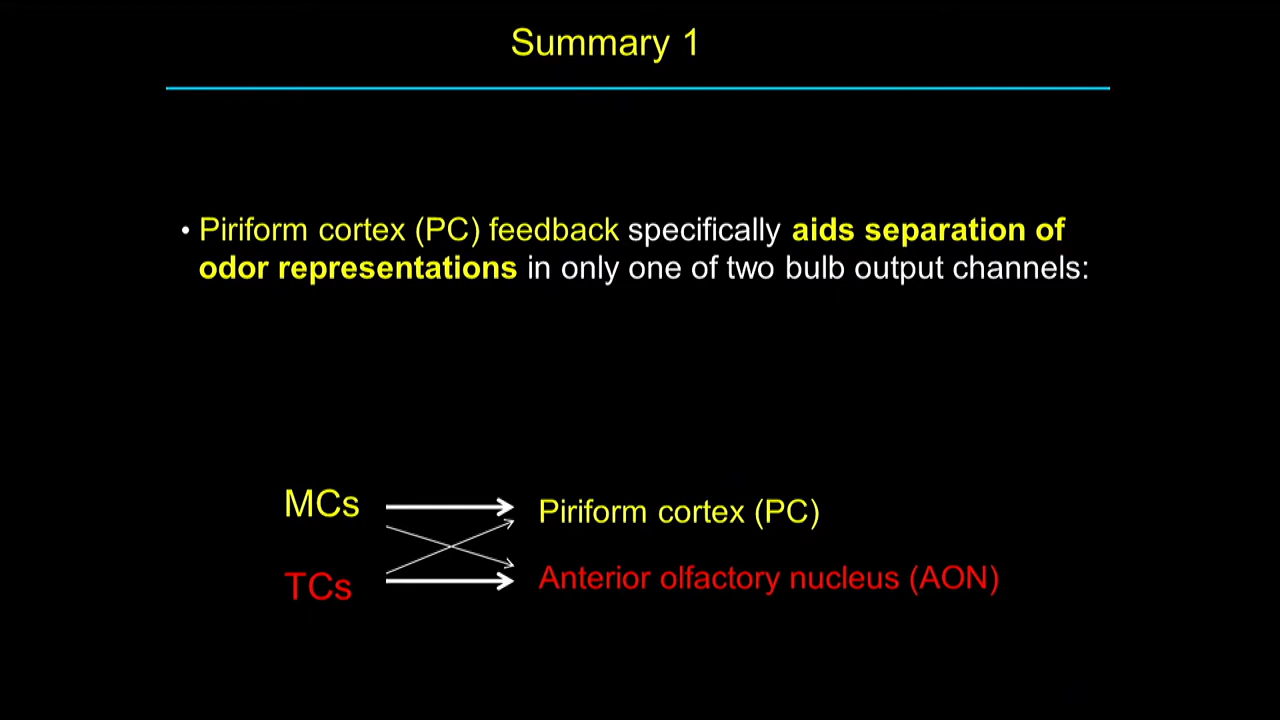 Summary 1
• Piriform cortex (PC) feedback specifically aids separation of
odor representations in only one of two bulb output channels:
MCs
Piriform cortex (PC)
TCs
Anterior olfactory nucleus (AON)